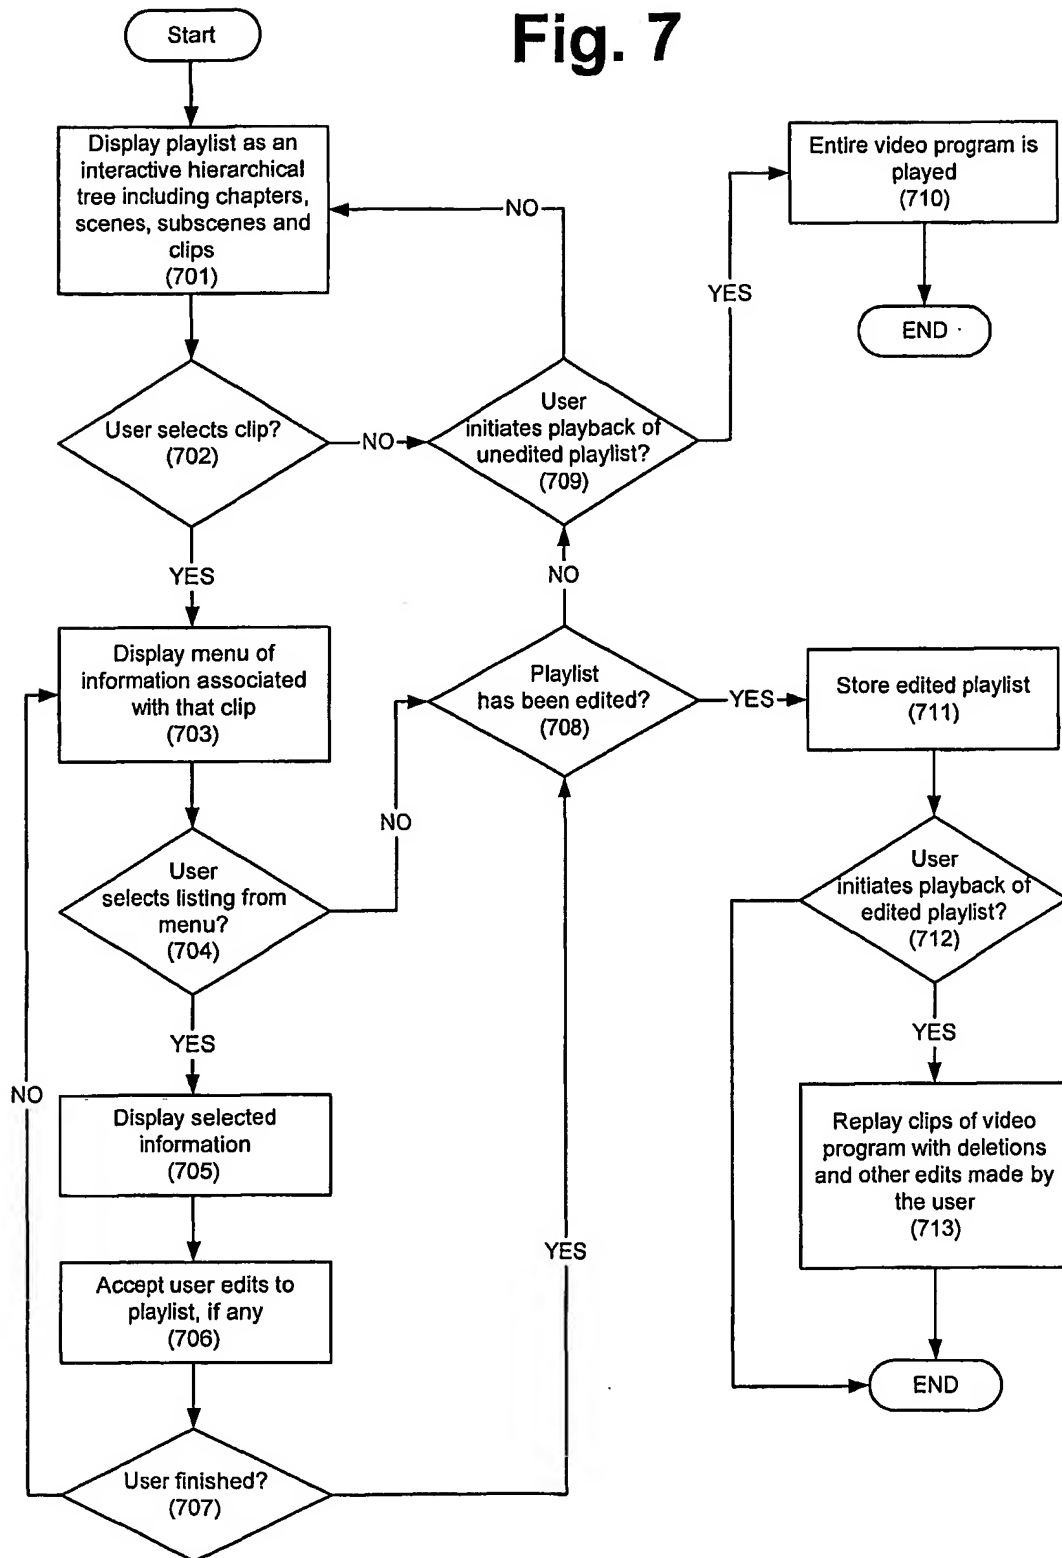 Fig. 7
Start
Display playlist as an
interactive hierarchical
tree including chapters,
scenes, subscenes and
clips
(701)
NO
Entire video program is
played
(710)
YES
END
User selects clip?
(702)
NO
User
initiates playback of
unedited playlist?
(709)
YES
NO
Display menu of
information associated
with that clip
(703)
Playlist
has been edited?
(708)
YES
Store edited playlist
(711)
NO
User
selects listing from
menu?
(704)
User
initiates playback of
edited playlist?
(712)
YES
YES
NO
Display selected
information
(705)
Replay clips of video
program with deletions
and other edits made by
the user
(713)
YES
Accept user edits to
playlist, if any
(706)
END
User finished?
(707)